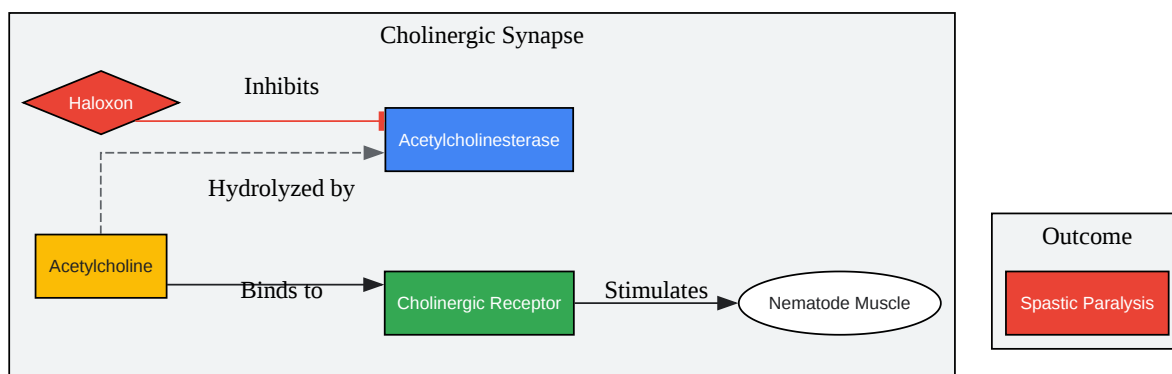 Cholinergic Synapse
Haloxon
Inhibits
Acetylcholinesterase
Hydrolyzed by
Acetylcholine
Binds to
Cholinergic Receptor
Stimulates
Nematode Muscle
Outcome
Spastic Paralysis